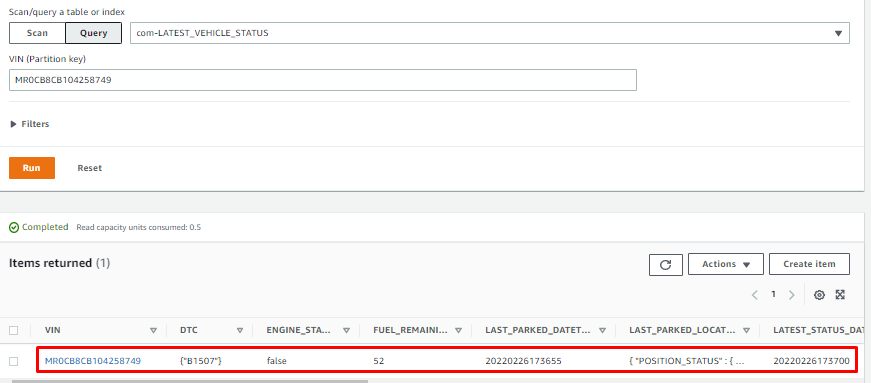 Scan/query a table or index
Scan Query com-LATEST_VEHICLE_STATUS
VIN (Partition key)
MR0CB8CB104258749
Filters
Run Reset
Completed Read capacity units consumed: 0.5
Items returned (1) Actions Create item
1
VIN DTC ENGINE_STA... FUEL_REMAINI... LAST_PARKED_DATET... LAST_PARKED_LOCAT... LATEST_STATUS_DA
MR0CB8CB104258749 {"B1507"} false 52 20220226173655 { "POSITION_STATUS" : { ... 20220226173700